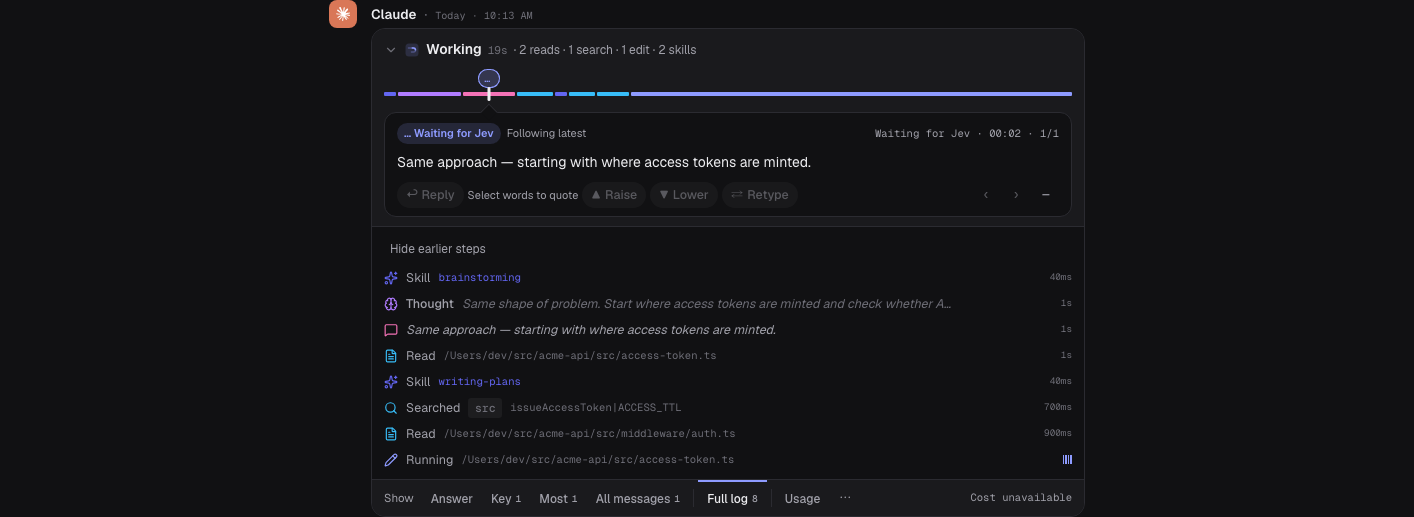 Claude · Today · 10:13 AM
Working 19s · 2 reads · 1 search · 1 edit · 2 skills
…
… Waiting for Jev Following latest Waiting for Jev · 00:02 · 1/1
Same approach — starting with where access tokens are minted.
↩ Reply Select words to quote ▲ Raise ▼ Lower ⇄ Retype ‹ › –
Hide earlier steps
Skill brainstorming 40ms
Thought Same shape of problem. Start where access tokens are minted and check whether A… 1s
Same approach — starting with where access tokens are minted. 1s
Read /Users/dev/src/acme-api/src/access-token.ts 1s
Skill writing-plans 40ms
Searched src issueAccessToken|ACCESS_TTL 700ms
Read /Users/dev/src/acme-api/src/middleware/auth.ts 900ms
Running /Users/dev/src/acme-api/src/access-token.ts
Show Answer Key 1 Most 1 All messages 1 Full log 8 Usage ··· Cost unavailable